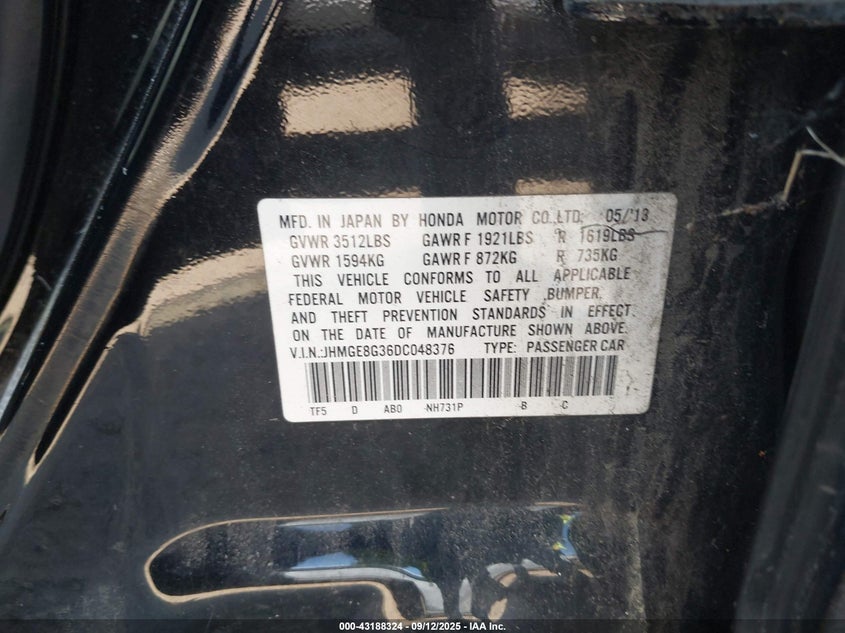 MFD. IN JAPAN BY HONDA MOTOR CO.LTD; 05/'13
GVWR 3512LBS GAWR F 1921LBS R 1619LBS
GVWR 1594KG GAWR F 872KG R 735KG
THIS VEHICLE CONFORMS TO ALL APPLICABLE
FEDERAL MOTOR VEHICLE SAFETY ,BUMPER,
AND THEFT PREVENTION STANDARDS IN EFFECT
ON THE DATE OF MANUFACTURE SHOWN ABOVE.
V.I.N.:JHMGE8G36DC048376 TYPE: PASSENGER CAR
TF5 D AB0 -NH731P -B -C
000-43188324 - 09/12/2025 - IAA Inc.